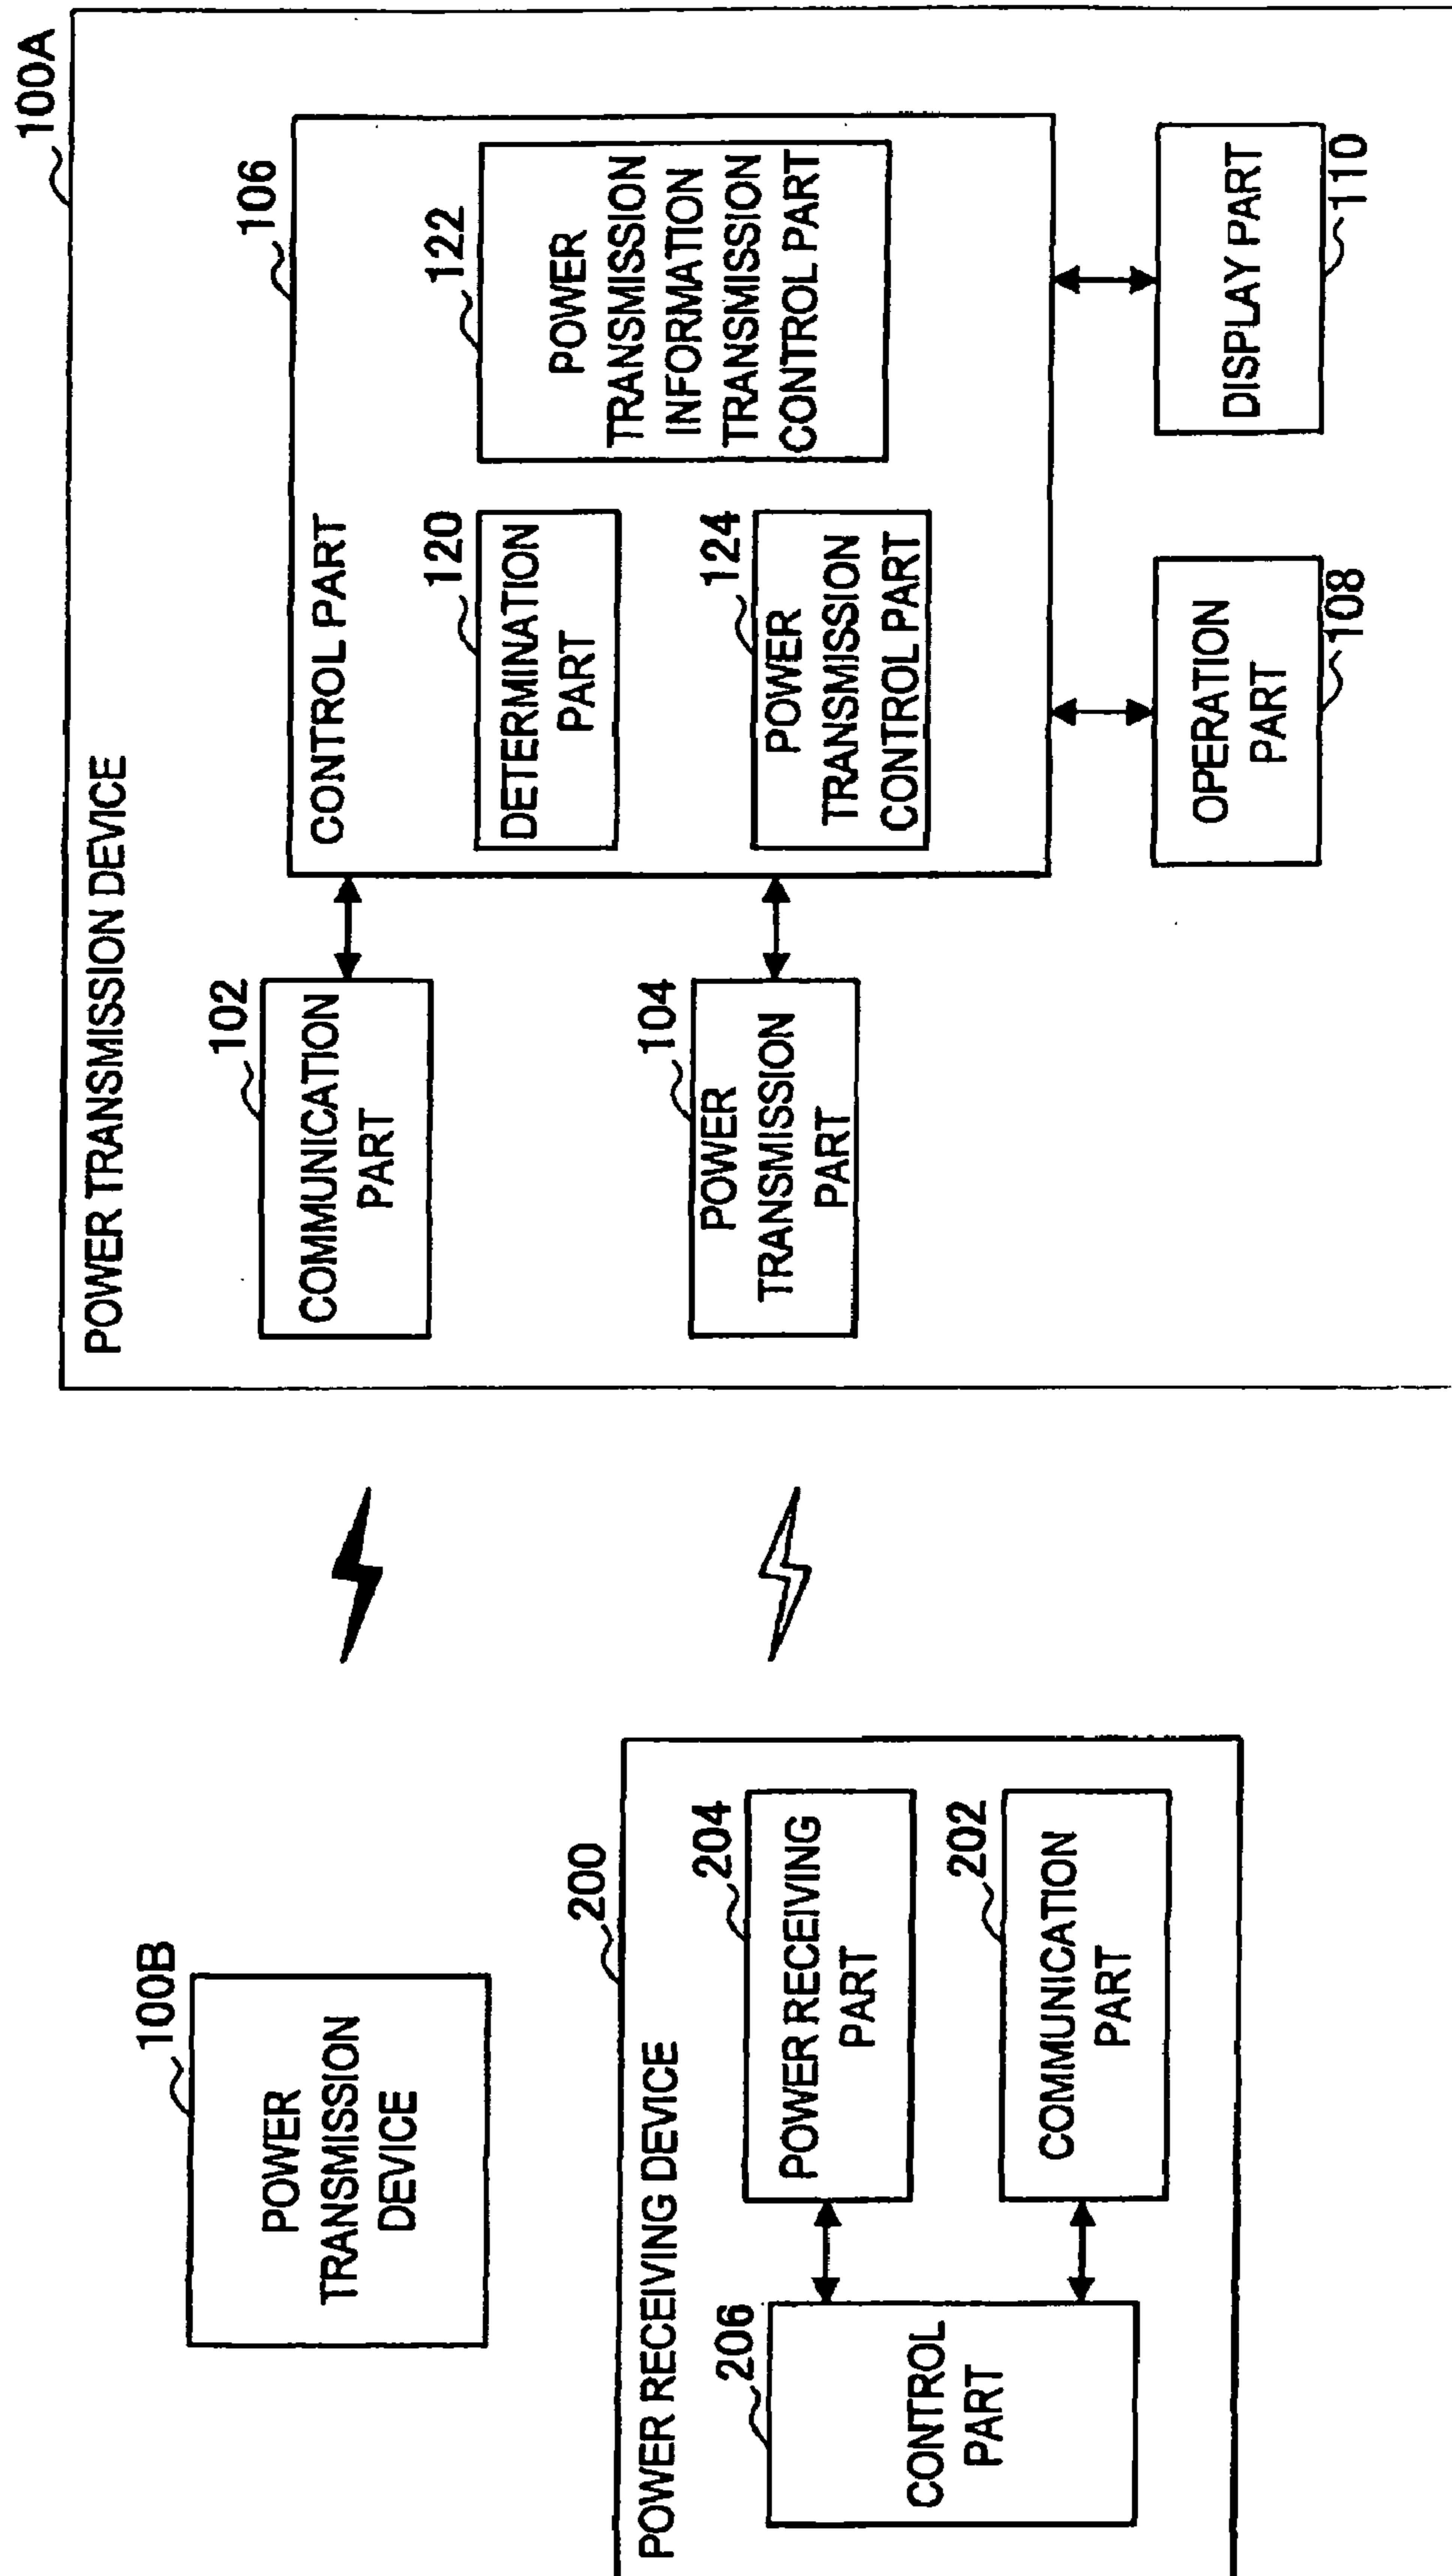 100A
POWER TRANSMISSION DEVICE
102
COMMUNICATION
PART
104
POWER
TRANSMISSION
PART
106
CONTROL PART
120
DETERMINATION
PART
122
POWER
TRANSMISSION
INFORMATION
TRANSMISSION
CONTROL PART
124
POWER
TRANSMISSION
CONTROL PART
OPERATION
PART
108
DISPLAY PART
110
100B
POWER
TRANSMISSION
DEVICE
200
POWER RECEIVING DEVICE
204
POWER RECEIVING
PART
202
COMMUNICATION
PART
206
CONTROL
PART